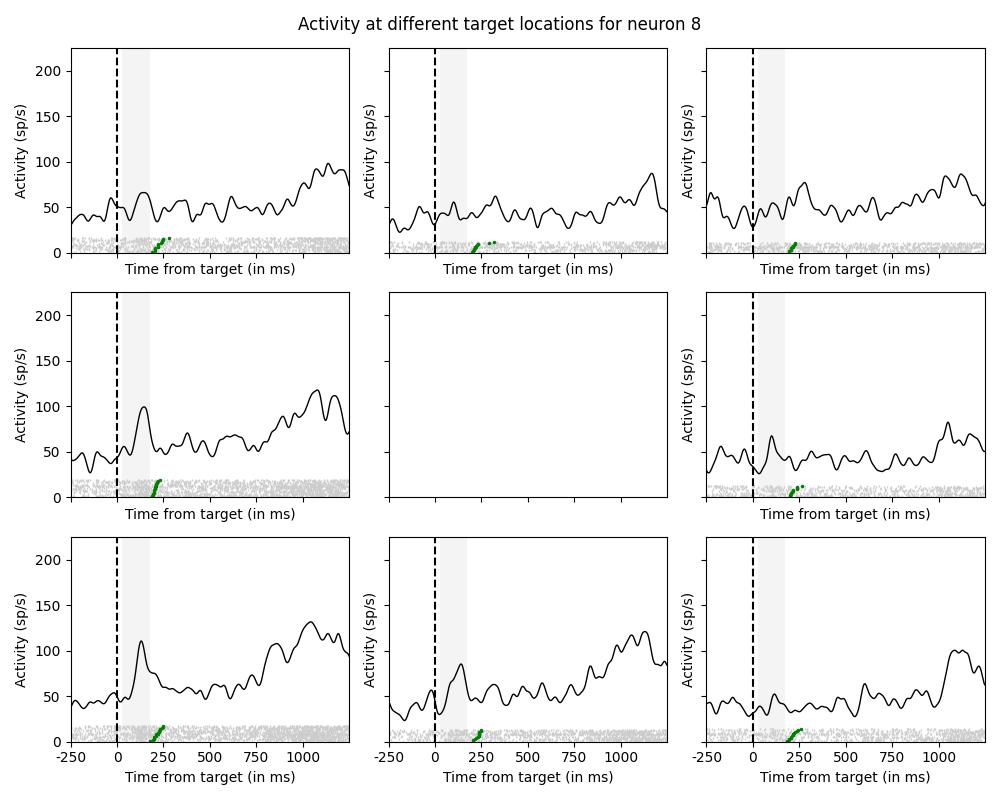 Activity at different target locations for neuron 8
200
150
100
50
0
Activity (sp/s)
Activity (sp/s)
Activity (sp/s)
Time from target (in ms)
Time from target (in ms)
Time from target (in ms)
200
150
100
50
0
Activity (sp/s)
Activity (sp/s)
Time from target (in ms)
Time from target (in ms)
200
150
100
50
0
Activity (sp/s)
Activity (sp/s)
Activity (sp/s)
-250 0 250 500 750 1000
-250 0 250 500 750 1000
-250 0 250 500 750 1000
Time from target (in ms)
Time from target (in ms)
Time from target (in ms)